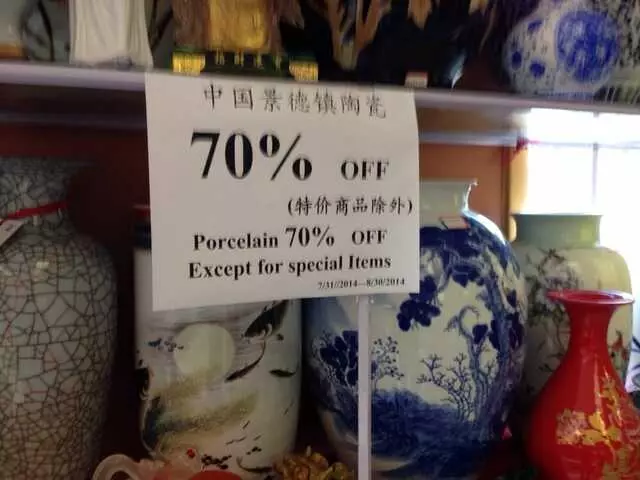 中国景德镇陶瓷
70% OFF
(特价商品除外)
Porcelain 70% OFF
Except for special Items
7/31//2014—8/30/2014